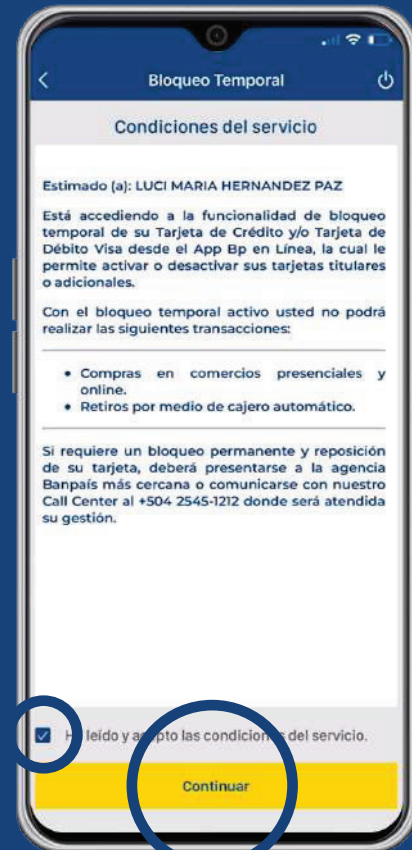 Bloqueo Temporal
Condiciones del servicio
Estimado (a): LUCI MARIA HERNANDEZ PAZ
Está accediendo a la funcionalidad de bloqueo
temporal de su Tarjeta de Crédito y/o Tarjeta de
Débito Visa desde el App Bp en Línea, la cual le
permite activar o desactivar sus tarjetas titulares
o adicionales.
Con el bloqueo temporal activo usted no podrá
realizar las siguientes transacciones:
• Compras en comercios presenciales y
online.
• Retiros por medio de cajero automático.
Si requiere un bloqueo permanente y reposición
de su tarjeta, deberá presentarse a la agencia
Banpaís más cercana o comunicarse con nuestro
Call Center al +504 2545-1212 donde será atendida
su gestión.
He leído y acepto las condiciones del servicio.
Continuar